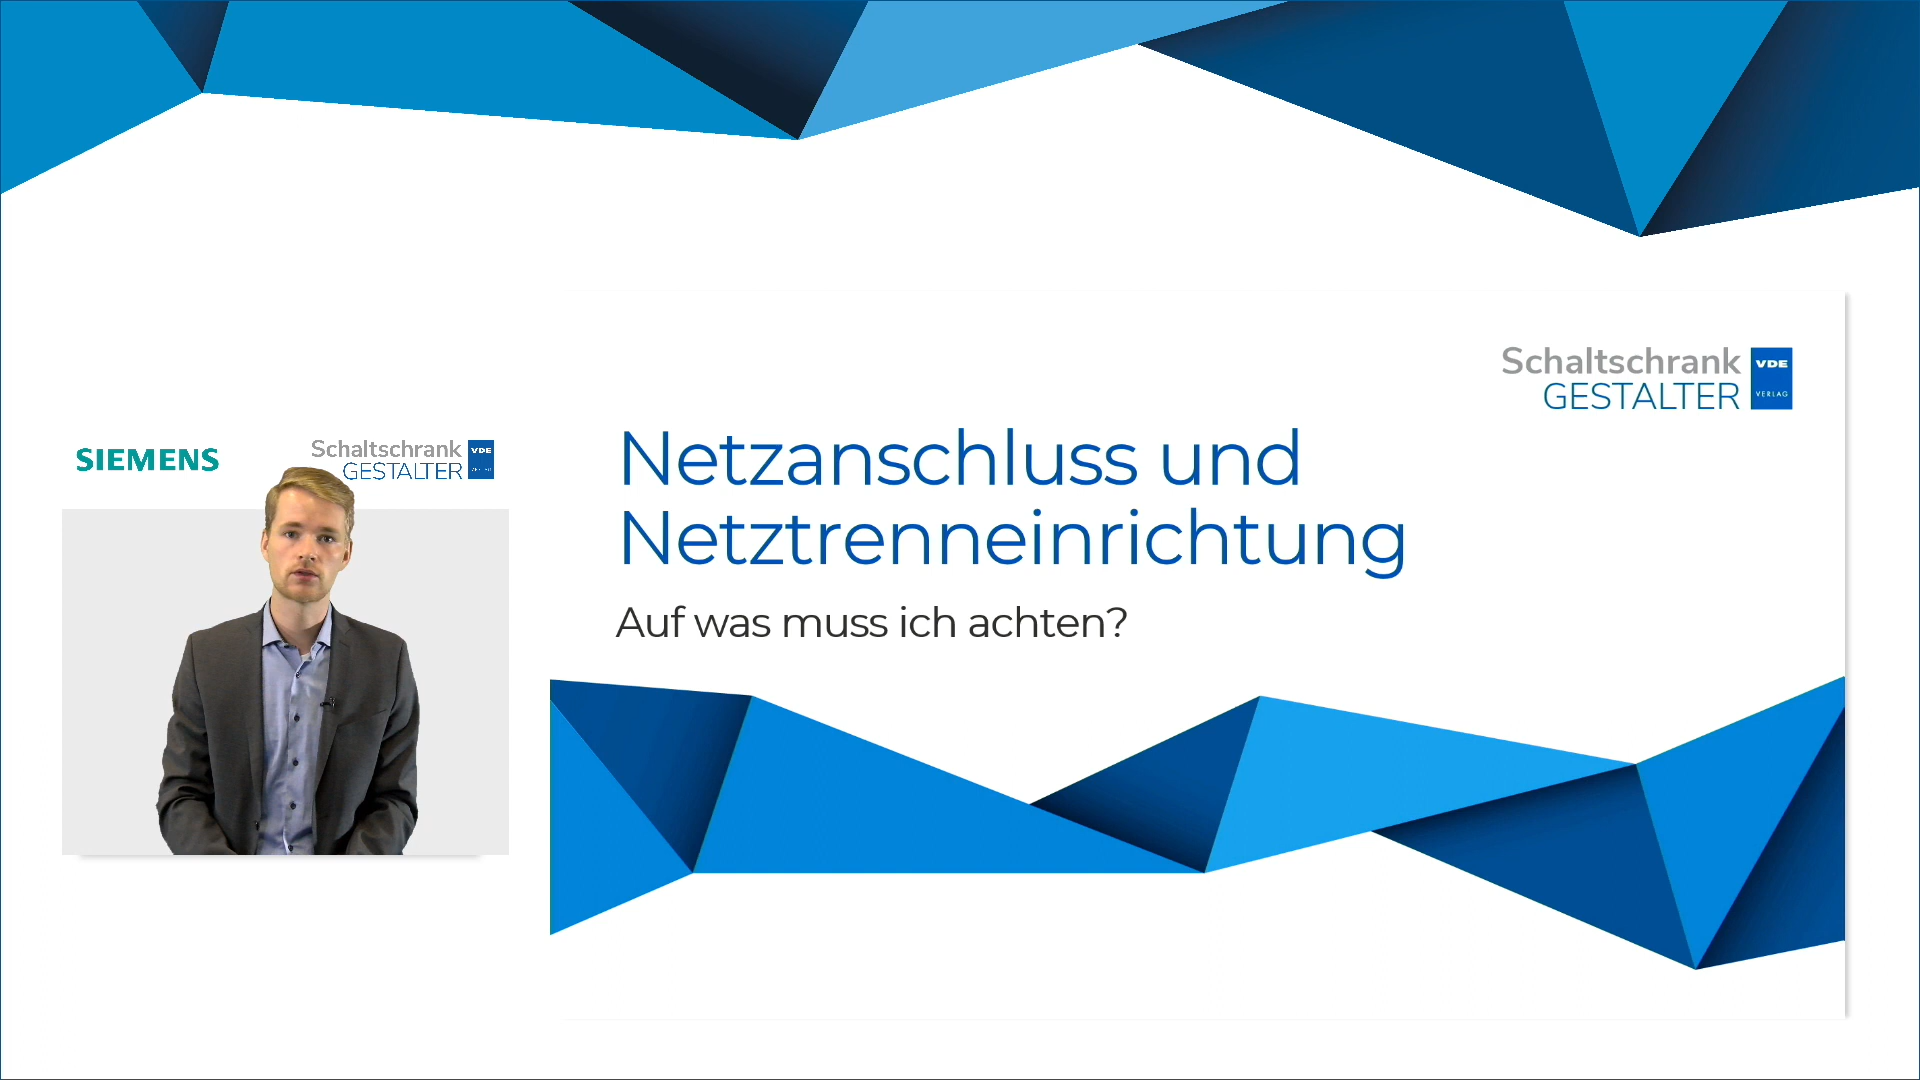 SIEMENS
Schaltschrank
GESTALTER
VDE
Schaltschrank
GESTALTER
VDE
VERLAG
Netzanschluss und
Netztrenneinrichtung
Auf was muss ich achten?